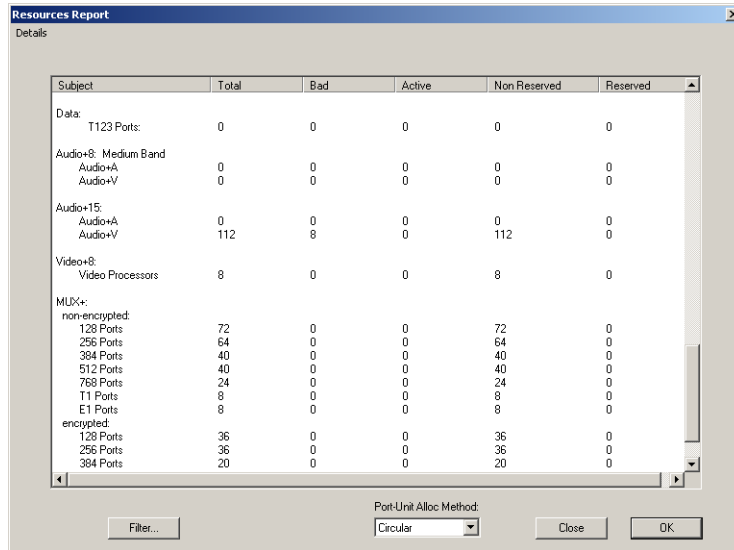 Resources Report
Details
Subject Total Bad Active Non Reserved Reserved
Data:
T123 Ports: 0 0 0 0 0
Audio+8: Medium Band
Audio+A 0 0 0 0 0
Audio+V 0 0 0 0 0
Audio+15:
Audio+A 0 0 0 0 0
Audio+V 112 8 0 112 0
Video+8:
Video Processors 8 0 0 8 0
MUX+:
non-encrypted:
128 Ports 72 0 0 72 0
256 Ports 64 0 0 64 0
384 Ports 40 0 0 40 0
512 Ports 40 0 0 40 0
768 Ports 24 0 0 24 0
T1 Ports 8 0 0 8 0
E1 Ports 8 0 0 8 0
encrypted:
128 Ports 36 0 0 36 0
256 Ports 36 0 0 36 0
384 Ports 20 0 0 20 0
Port-Unit Alloc Method:
Filter... Circular Close OK